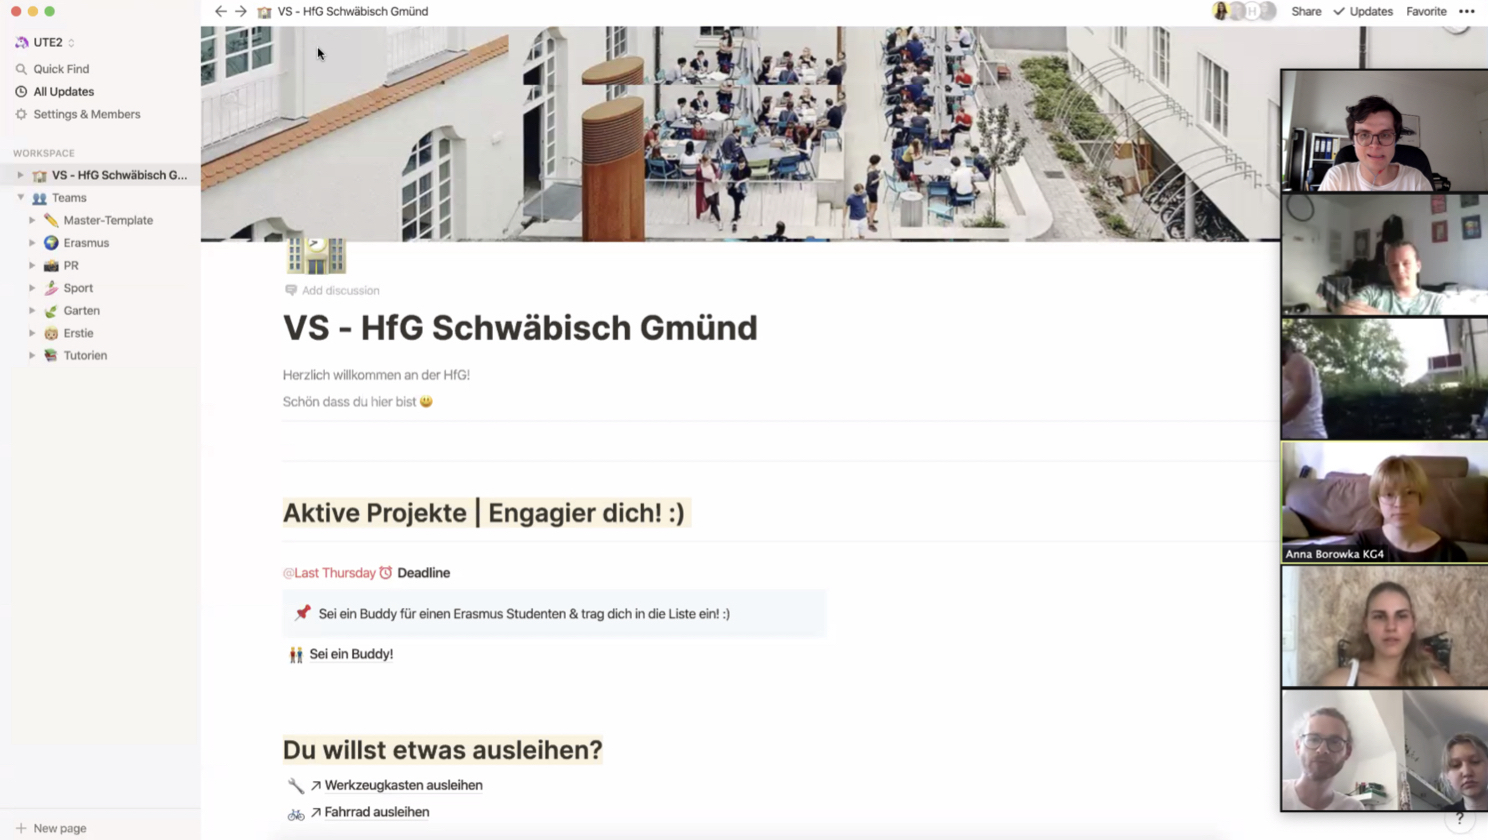 VS - HfG Schwäbisch Gmünd
H
Share
Updates
Favorite
UTE2
Quick Find
All Updates
Settings & Members
WORKSPACE
VS - HfG Schwäbisch G...
Teams
Master-Template
Erasmus
PR
Sport
Garten
Erstie
Tutorien
New page
Add discussion
VS - HfG Schwäbisch Gmünd
Herzlich willkommen an der HfG!
Schön dass du hier bist 😃
Aktive Projekte | Engagier dich! :)
@Last Thursday ⏰ Deadline
📌 Sei ein Buddy für einen Erasmus Studenten & trag dich in die Liste ein! :)
Sei ein Buddy!
Du willst etwas ausleihen?
↗ Werkzeugkasten ausleihen
↗ Fahrrad ausleihen
Anna Borowka KG4
?